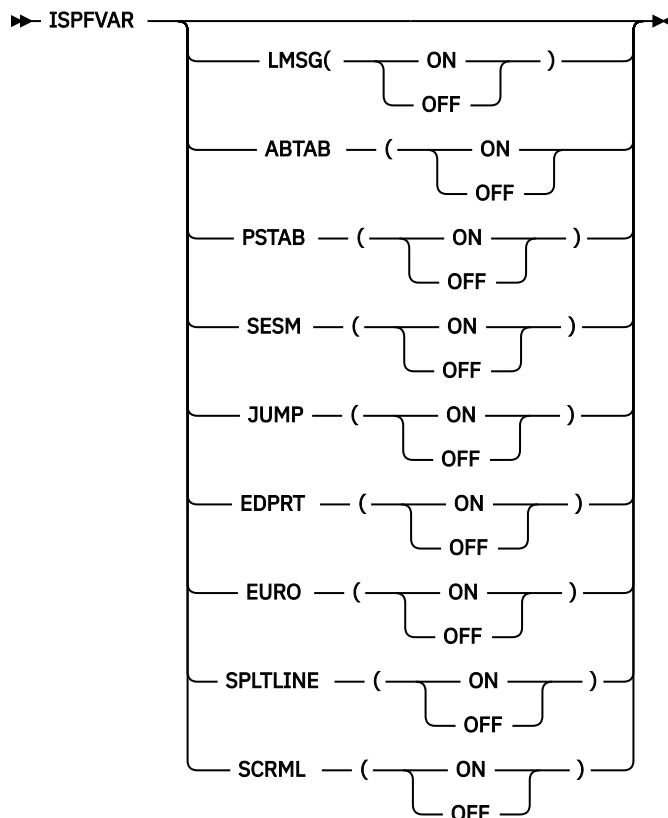 ISPFVAR
LMSG( ON )
OFF
ABTAB ( ON
OFF
PSTAB ( ON )
OFF
SESM ( ON )
OFF
JUMP ( ON )
OFF
EDPRT ( ON )
OFF
EURO ( ON )
OFF
SPLTLINE ( ON )
OFF
SCRML ( ON )
OFF